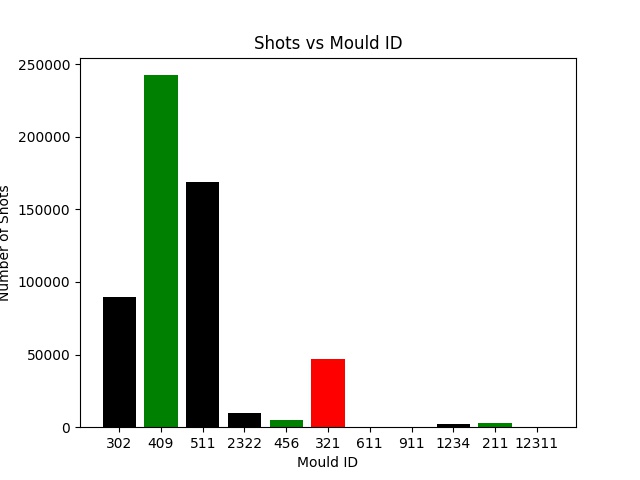 Shots vs Mould ID
250000
200000
150000
100000
50000
0
Number of Shots
302 409 511 2322 456 321 611 911 1234 211 12311
Mould ID